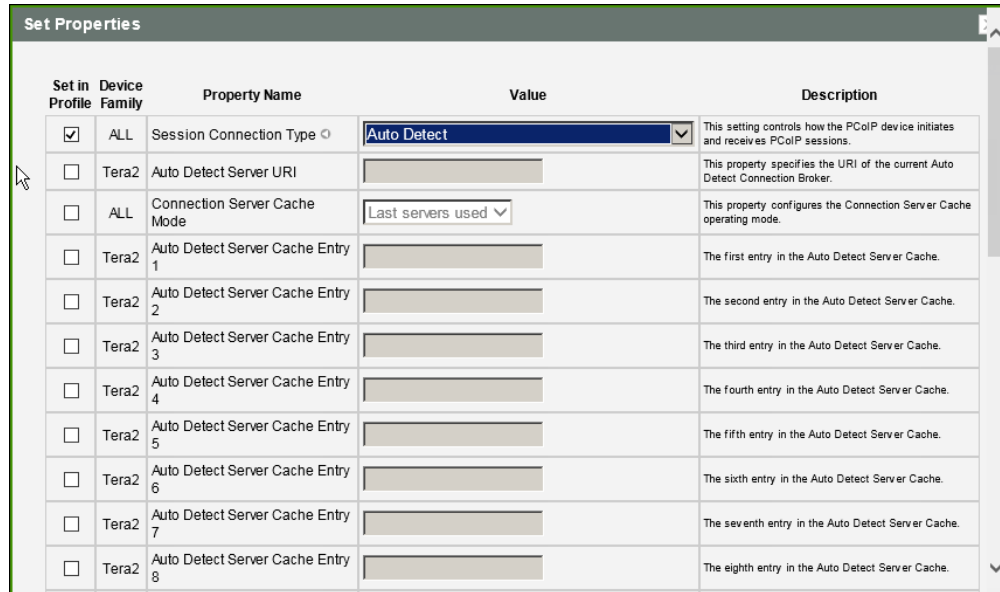 Set Properties
Set in Profile Device Family Property Name Value Description
ALL Session Connection Type Auto Detect This setting controls how the PCoIP device initiates and receives PCoIP sessions.
Tera2 Auto Detect Server URI This property specifies the URI of the current Auto Detect Connection Broker.
ALL Connection Server Cache Mode Last servers used This property configures the Connection Server Cache operating mode.
Tera2 Auto Detect Server Cache Entry 1 The first entry in the Auto Detect Server Cache.
Tera2 Auto Detect Server Cache Entry 2 The second entry in the Auto Detect Server Cache.
Tera2 Auto Detect Server Cache Entry 3 The third entry in the Auto Detect Server Cache.
Tera2 Auto Detect Server Cache Entry 4 The fourth entry in the Auto Detect Server Cache.
Tera2 Auto Detect Server Cache Entry 5 The fifth entry in the Auto Detect Server Cache.
Tera2 Auto Detect Server Cache Entry 6 The sixth entry in the Auto Detect Server Cache.
Tera2 Auto Detect Server Cache Entry 7 The seventh entry in the Auto Detect Server Cache.
Tera2 Auto Detect Server Cache Entry 8 The eighth entry in the Auto Detect Server Cache.